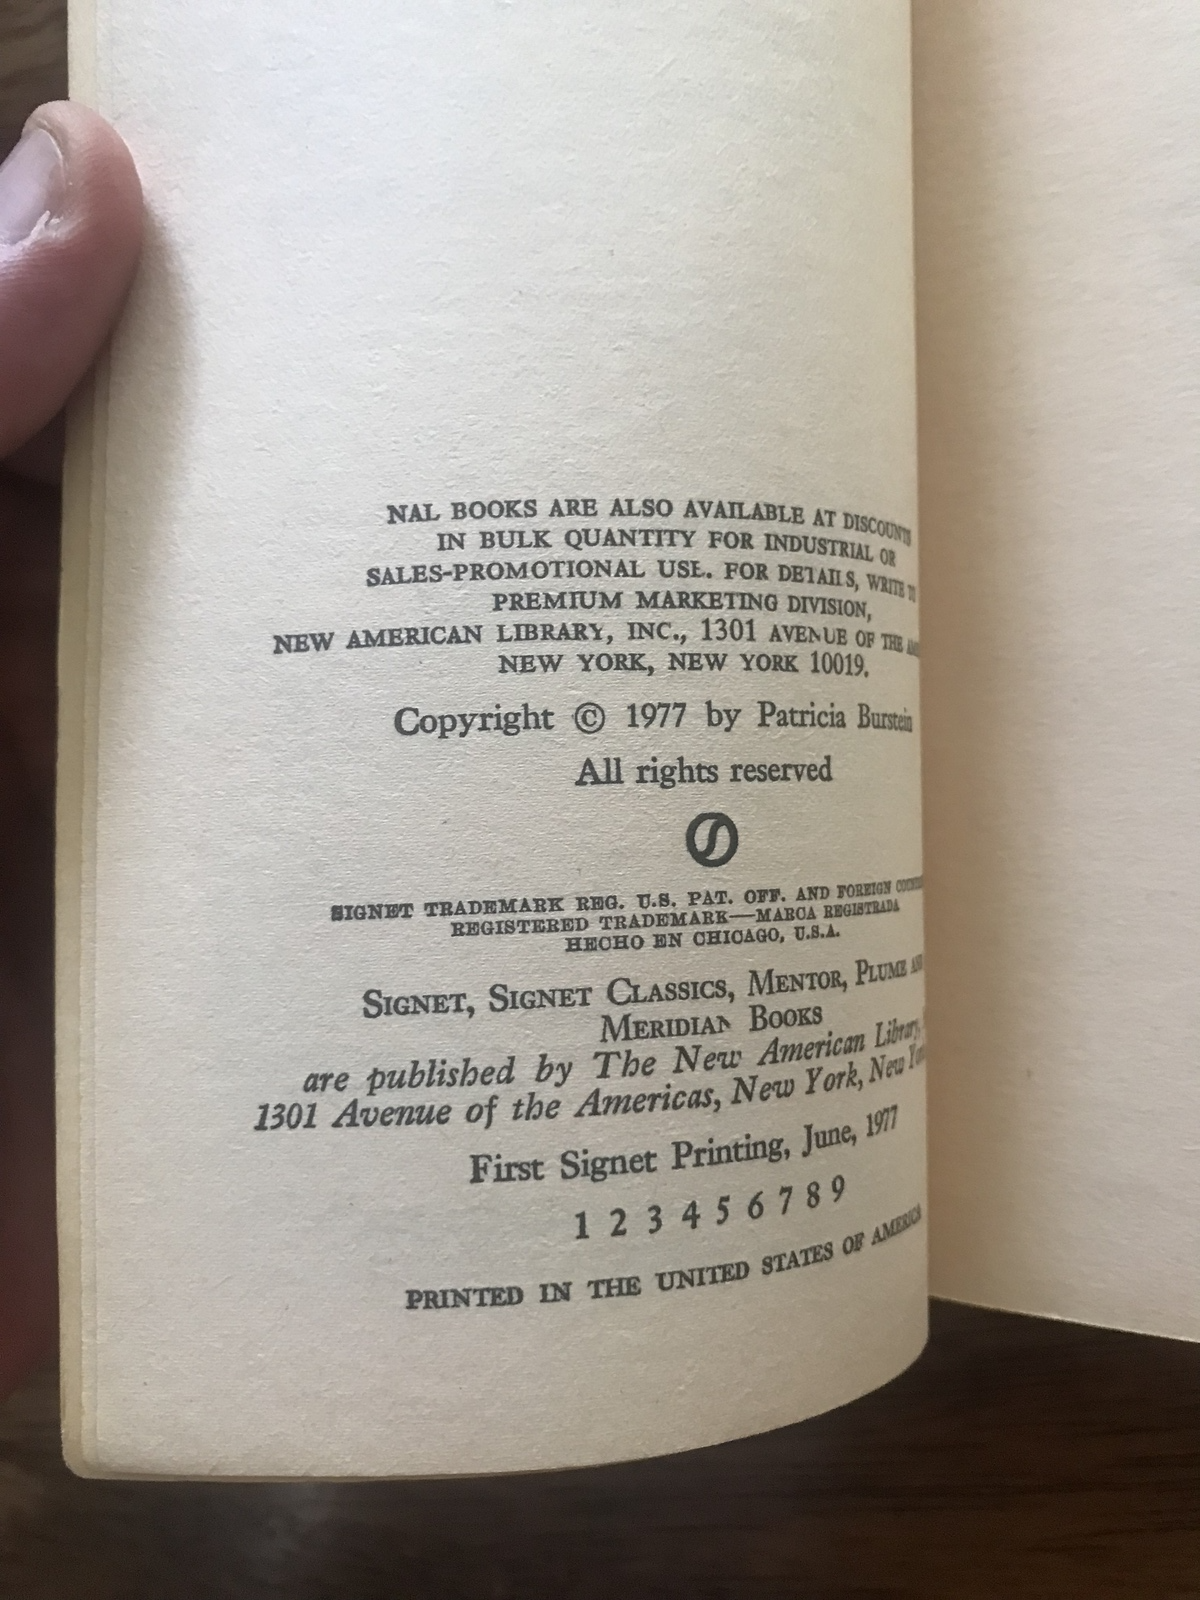 NAL BOOKS ARE ALSO AVAILABLE AT DISCOUNTS
IN BULK QUANTITY FOR INDUSTRIAL OR
SALES-PROMOTIONAL USE. FOR DETAILS, WRITE TO
PREMIUM MARKETING DIVISION,
NEW AMERICAN LIBRARY, INC., 1301 AVENUE OF THE
NEW YORK, NEW YORK 10019.
Copyright © 1977 by Patricia Burstein
All rights reserved
SIGNET TRADEMARK REG. U.S. PAT. OFF. AND FOREIGN
REGISTERED TRADEMARK—MARCA REGISTRADA
HECHO EN CHICAGO, U.S.A.
SIGNET, SIGNET CLASSICS, MENTOR, PLUME AND
MERIDIAN BOOKS
are published by The New American Library,
1301 Avenue of the Americas, New York, New York
First Signet Printing, June, 1977
1 2 3 4 5 6 7 8 9
PRINTED IN THE UNITED STATES OF AMERICA